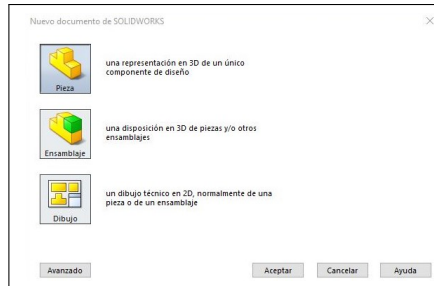 Nuevo documento de SOLIDWORKS
una representación en 3D de un único
componente de diseño
Pieza
una disposición en 3D de piezas y/o otros
ensamblajes
Ensamblaje
un dibujo técnico en 2D, normalmente de una
pieza o de un ensamblaje
Dibujo
Avanzado Aceptar Cancelar Ayuda